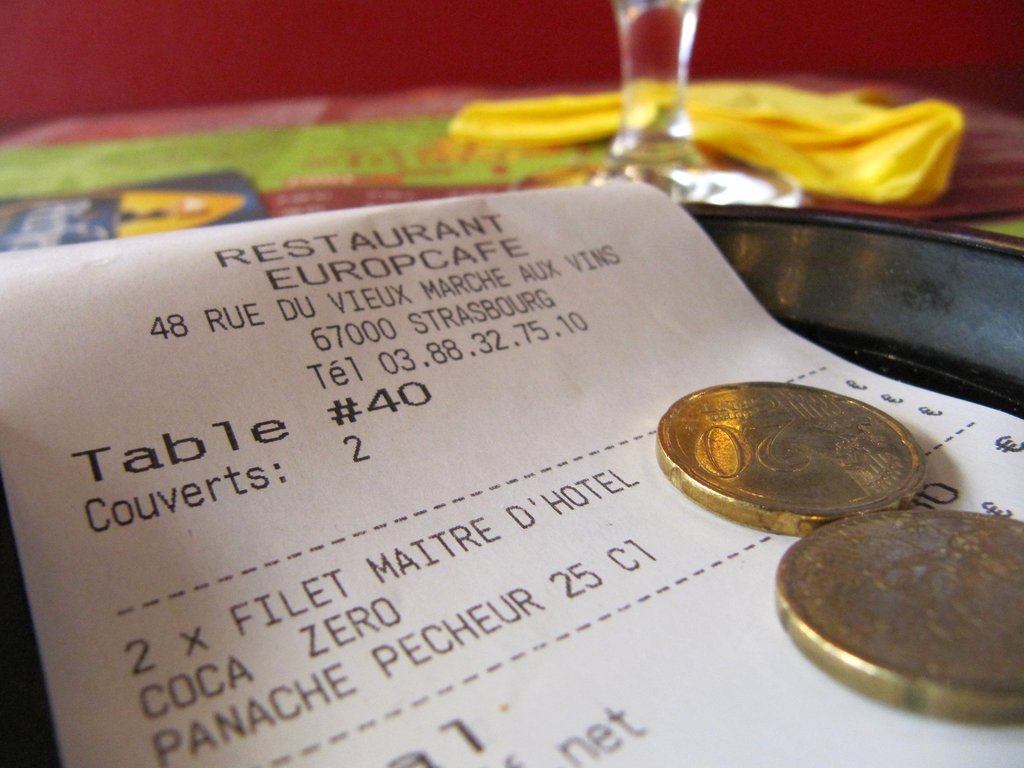 RESTAURANT
EUROPCAFE
48 RUE DU VIEUX MARCHE AUX VINS
67000 STRASBOURG
Tél 03.88.32.75.10
Table #40
Couverts: 2
2 X FILET MAITRE D'HOTEL
COCA ZERO
PANACHE PECHEUR 25 Cl
€
€
€
€
€
.net
20